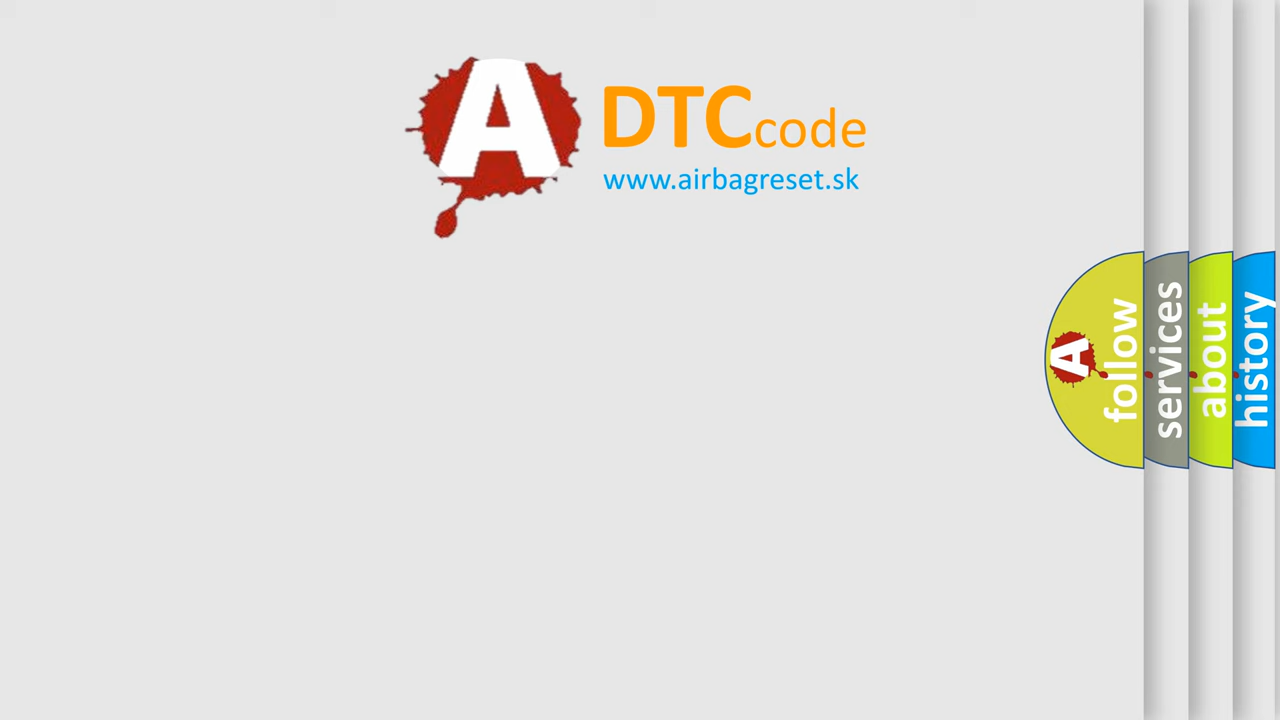 A
DTCcode
www.airbagreset.sk
A
follow
services
about
history